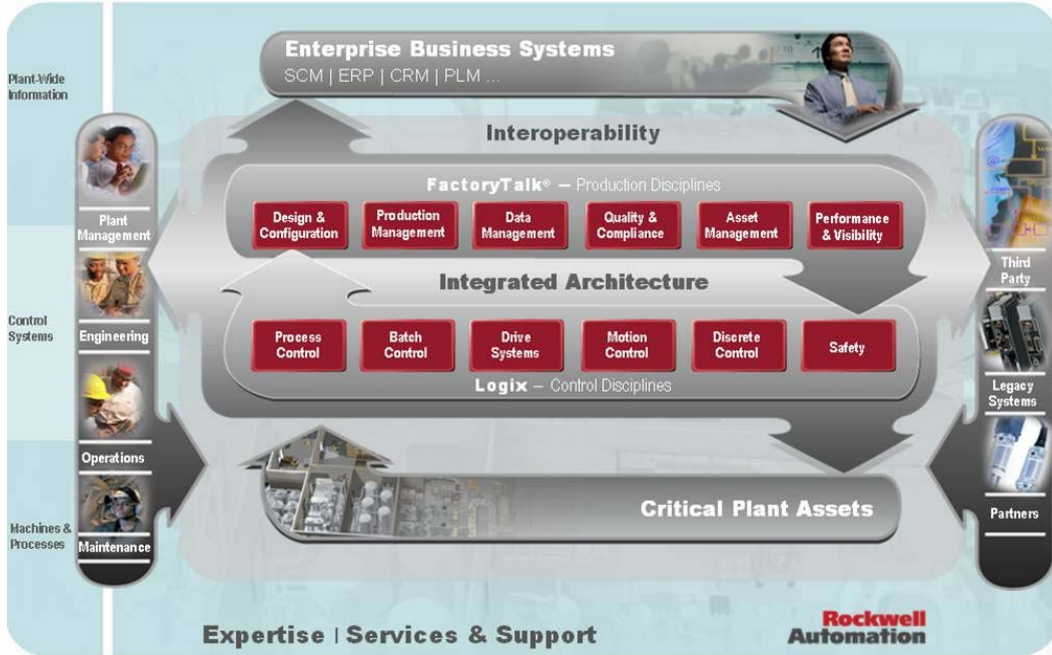 Enterprise Business Systems
SCM | ERP | CRM | PLM ...
Plant-Wide
Information
Interoperability
FactoryTalk® – Production Disciplines
Design &
Configuration
Production
Management
Data
Management
Quality &
Compliance
Asset
Management
Performance
& Visibility
Plant
Management
Third
Party
Integrated Architecture
Control
Systems
Engineering
Process
Control
Batch
Control
Drive
Systems
Motion
Control
Discrete
Control
Safety
Logix – Control Disciplines
Legacy
Systems
Operations
Critical Plant Assets
Partners
Machines &
Processes
Maintenance
Expertise | Services & Support
Rockwell
Automation